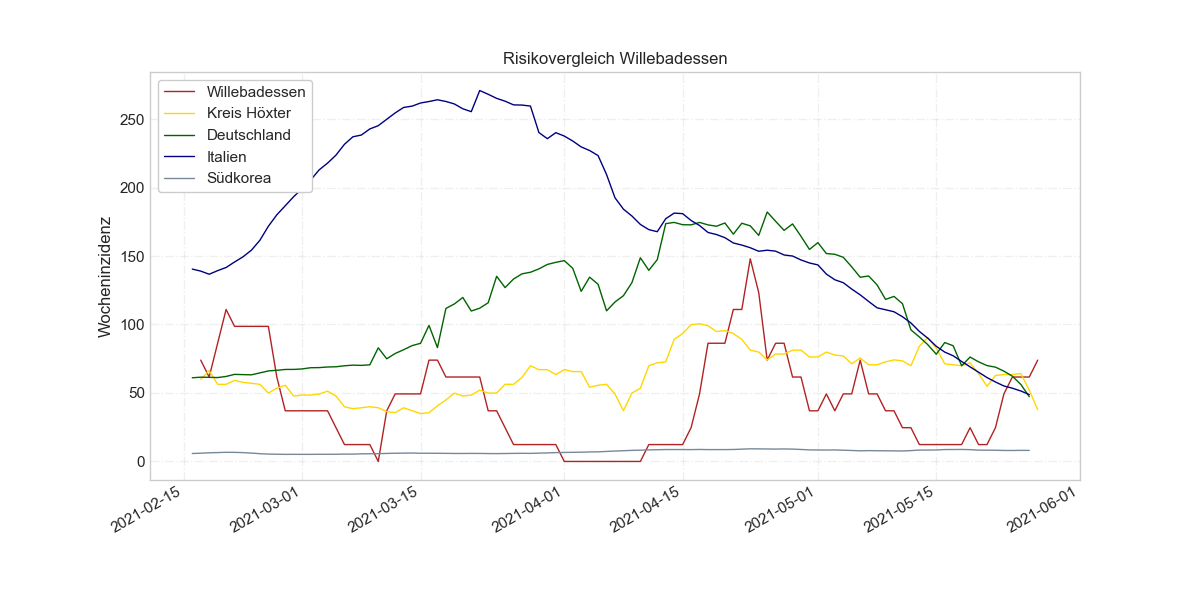 Risikovergleich Willebadessen
Willebadessen
Kreis Höxter
Deutschland
Italien
Südkorea
Wocheninzidenz
250
200
150
100
50
0
2021-02-15
2021-03-01
2021-03-15
2021-04-01
2021-04-15
2021-05-01
2021-05-15
2021-06-01